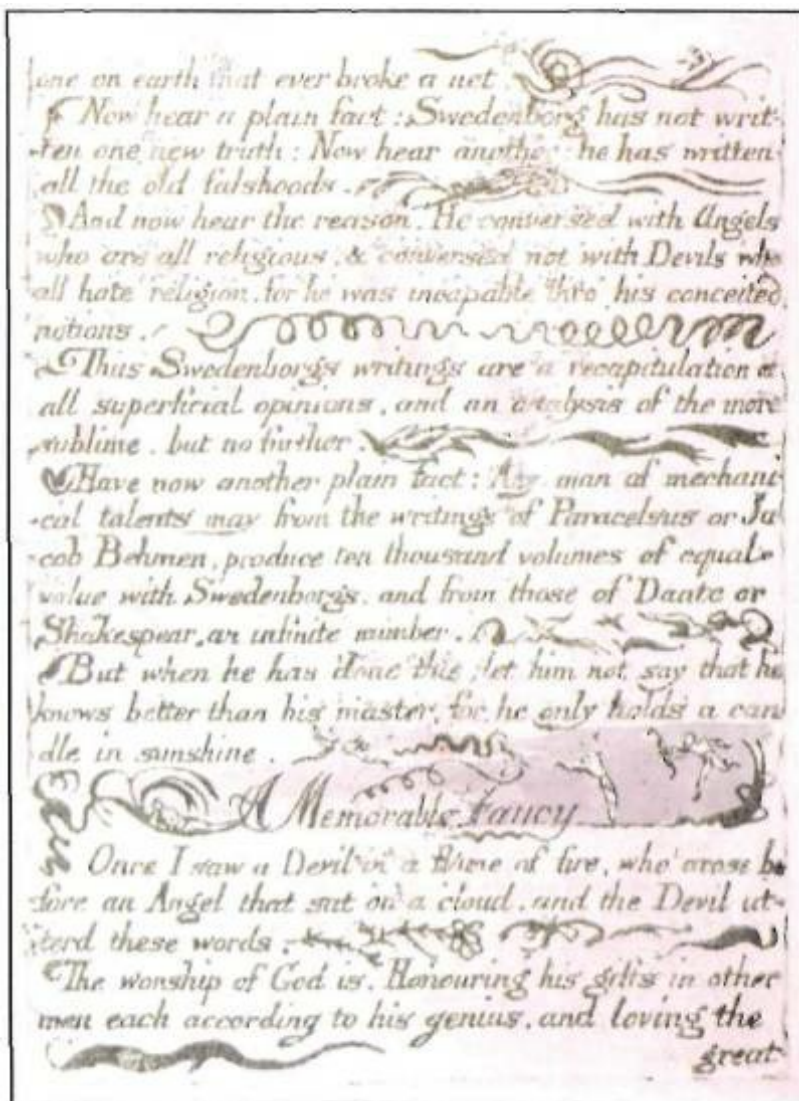 one on earth that ever broke a net.
Now hear a plain fact: Swedenborg has not writ-
-ten one new truth: Now hear another: he has written
all the old falshoods.
And now hear the reason. He conversed with Angels
who are all religious, & conversed not with Devils who
all hate religion, for he was incapable thro' his conceited
notions.
Thus Swedenborgs writings are a recapitulation of
all superficial opinions, and an analysis of the more
sublime, but no further.
Have now another plain fact: Any man of mechani-
-cal talents may from the writings of Paracelsus or Ja-
cob Behmen, produce ten thousand volumes of equal
value with Swedenborg's, and from those of Dante or
Shakespear, an infinite number.
But when he has done this, let him not say that he
knows better than his master, for he only holds a can-
dle in sunshine.
A Memorable Fancy
Once I saw a Devil in a flame of fire, who arose be-
-fore an Angel that sat on a cloud, and the Devil ut-
-terd these words.
The worship of God is, Honouring his gifts in other
men each according to his genius, and loving the
great